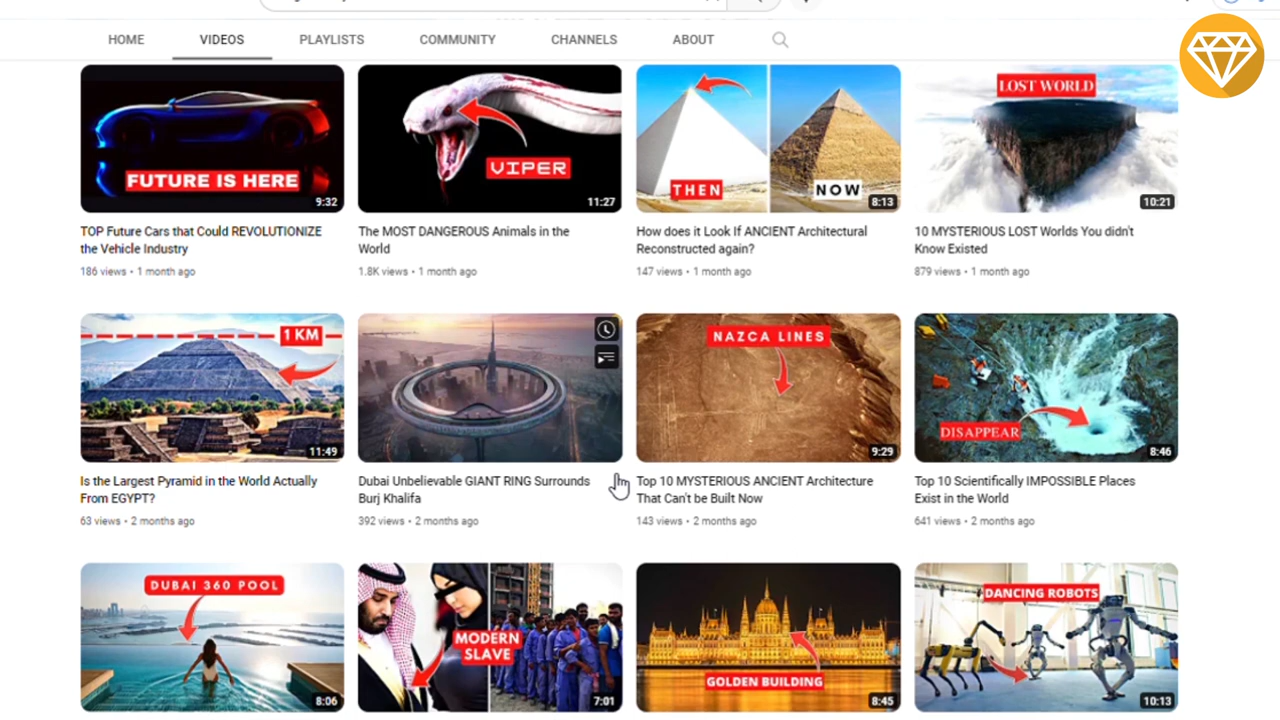 HOME VIDEOS PLAYLISTS COMMUNITY CHANNELS ABOUT
FUTURE IS HERE
9:32
VIPER
11:27
THEN
NOW
8:13
LOST WORLD
10:21
TOP Future Cars that Could REVOLUTIONIZE
the Vehicle Industry
186 views • 1 month ago
The MOST DANGEROUS Animals in the
World
1.8K views • 1 month ago
How does it Look If ANCIENT Architectural
Reconstructed again?
147 views • 1 month ago
10 MYSTERIOUS LOST Worlds You didn't
Know Existed
879 views • 1 month ago
1 KM
11:49
NAZCA LINES
9:29
DISAPPEAR
8:46
Is the Largest Pyramid in the World Actually
From EGYPT?
63 views • 2 months ago
Dubai Unbelievable GIANT RING Surrounds
Burj Khalifa
392 views • 2 months ago
Top 10 MYSTERIOUS ANCIENT Architecture
That Can't be Built Now
143 views • 2 months ago
Top 10 Scientifically IMPOSSIBLE Places
Exist in the World
641 views • 2 months ago
DUBAI 360 POOL
8:06
MODERN
SLAVE
7:01
GOLDEN BUILDING
8:45
DANCING ROBOTS
10:13